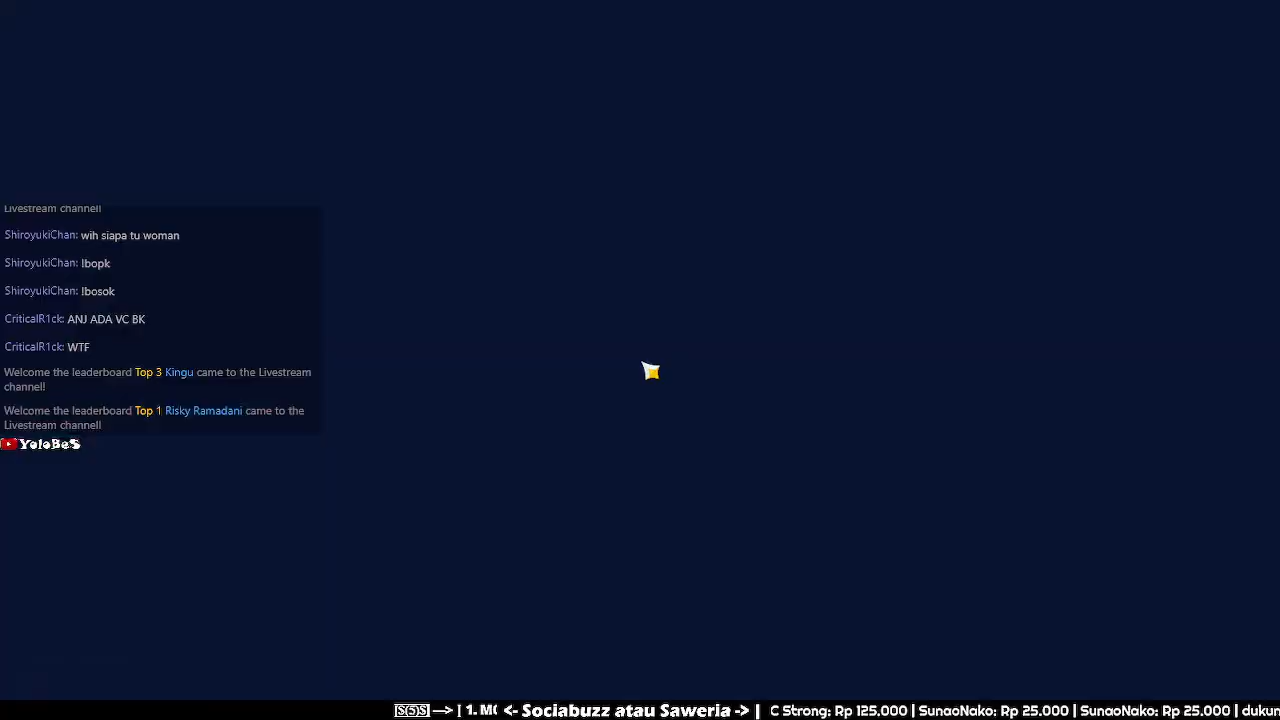 Livestream channel!
ShiroyukiChan: wih siapa tu woman
ShiroyukiChan: !bopk
ShiroyukiChan: !bosok
CriticalR1ck: ANJ ADA VC BK
CriticalR1ck: WTF
Welcome the leaderboard Top 3 Kingu came to the Livestream
channel!
Welcome the leaderboard Top 1 Risky Ramadani came to the
Livestream channel!
YoloBeS
—> [ 1. <- Sociabuzz atau Saweria -> | C Strong: Rp 125.000 | SunaoNako: Rp 25.000 | SunaoNako: Rp 25.000 |